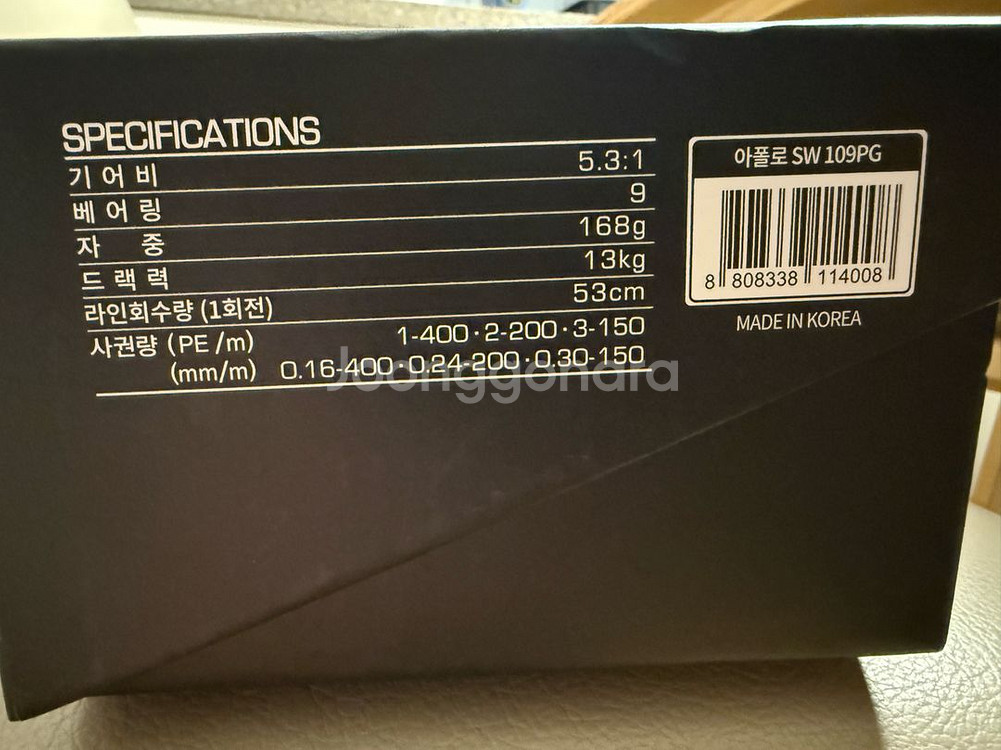 SPECIFICATIONS
기어비 5.3:1
베어링 9
자 중 168g
드랙력 13kg
라인회수량 (1회전) 53cm
사권량 (PE /m) 1-400·2-200·3-150
(mm/m) 0.16-400·0.24-200·0.30-150
아폴로 SW 109PG
8 808338 114008
MADE IN KOREA
Joonggonara